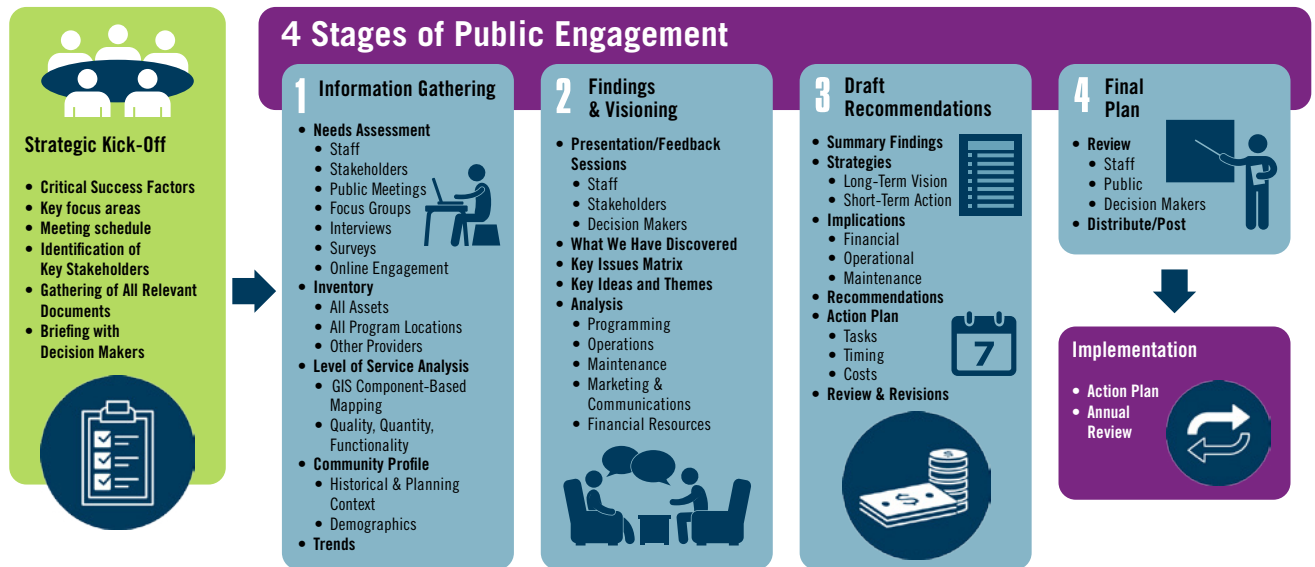 Strategic Kick-Off
• Critical Success Factors
• Key focus areas
• Meeting schedule
• Identification of
Key Stakeholders
• Gathering of All Relevant
Documents
• Briefing with
Decision Makers
4 Stages of Public Engagement
1 Information Gathering
• Needs Assessment
• Staff
• Stakeholders
• Public Meetings
• Focus Groups
• Interviews
• Surveys
• Online Engagement
• Inventory
• All Assets
• All Program Locations
• Other Providers
• Level of Service Analysis
• GIS Component-Based
Mapping
• Quality, Quantity,
Functionality
• Community Profile
• Historical & Planning
Context
• Demographics
• Trends
2 Findings
& Visioning
• Presentation/Feedback
Sessions
• Staff
• Stakeholders
• Decision Makers
• What We Have Discovered
• Key Issues Matrix
• Key Ideas and Themes
• Analysis
• Programming
• Operations
• Maintenance
• Marketing &
Communications
• Financial Resources
3 Draft
Recommendations
• Summary Findings
• Strategies
• Long-Term Vision
• Short-Term Action
• Implications
• Financial
• Operational
• Maintenance
• Recommendations
• Action Plan
• Tasks
• Timing
• Costs
• Review & Revisions
7
$
$
4 Final
Plan
• Review
• Staff
• Public
• Decision Makers
• Distribute/Post
Implementation
• Action Plan
• Annual
Review